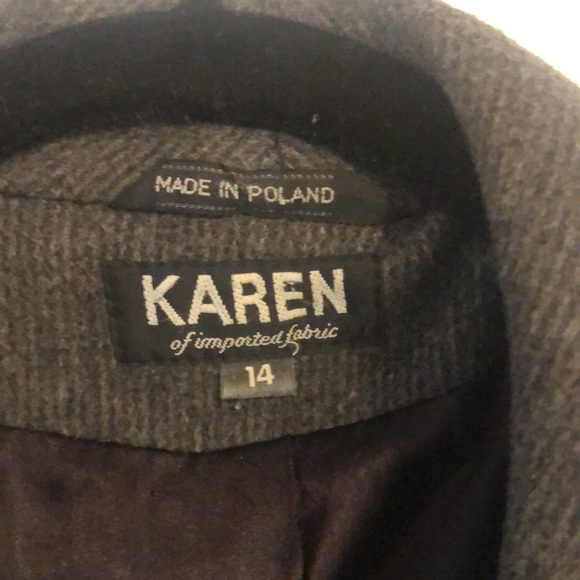 MADE IN POLAND
KAREN
of imported fabric
14